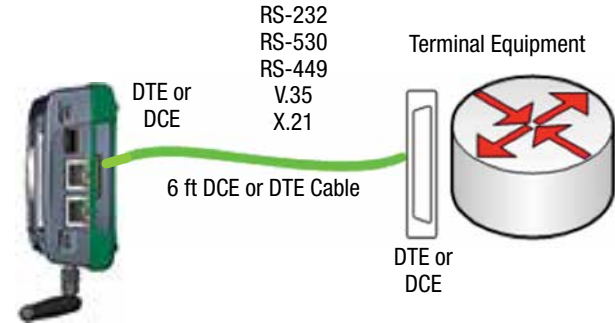 RS-232
RS-530
RS-449
V.35
X.21
Terminal Equipment
DTE or
DCE
6 ft DCE or DTE Cable
DTE or
DCE